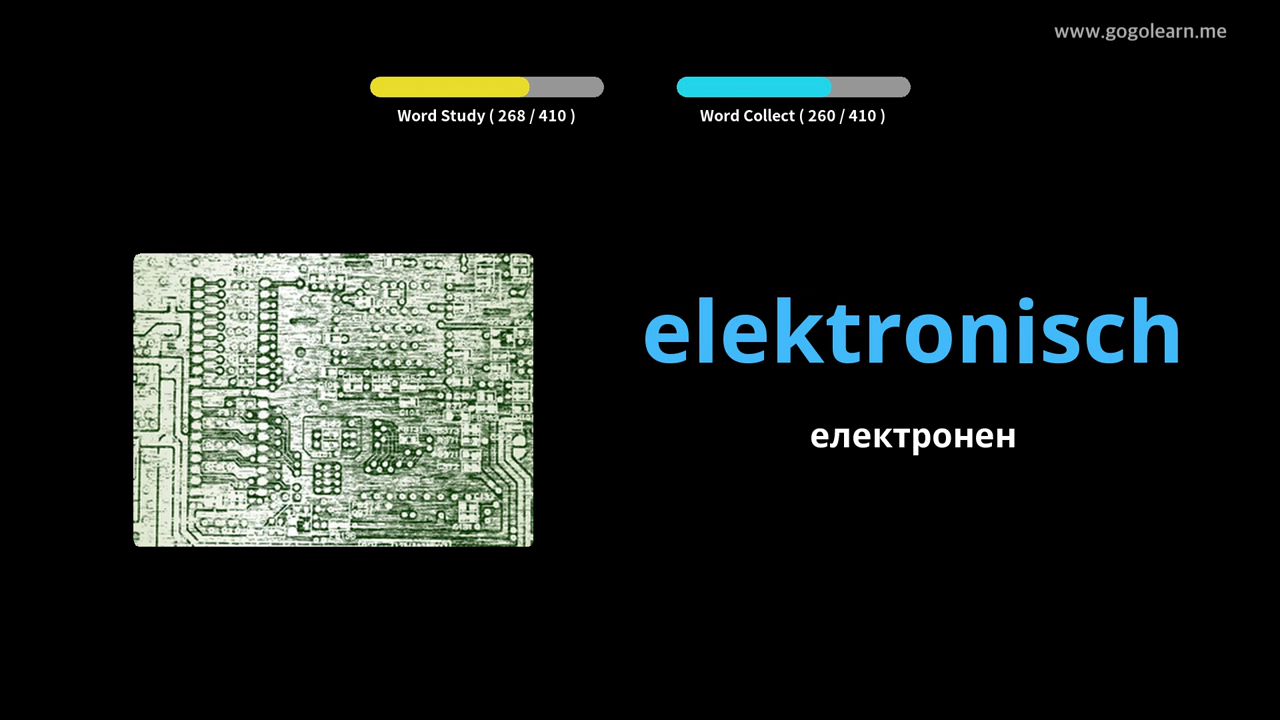 www.gogolearn.me
Word Study ( 268 / 410 )
Word Collect ( 260 / 410 )
elektronisch
електронен